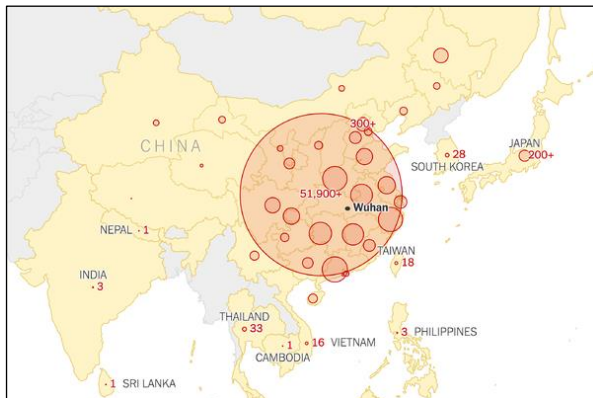 300+
CHINA
JAPAN
200+
28
SOUTH KOREA
51,900+
Wuhan
NEPAL 1
TAIWAN
18
INDIA
3
THAILAND
33
16 VIETNAM
3 PHILIPPINES
1
CAMBODIA
1 SRI LANKA